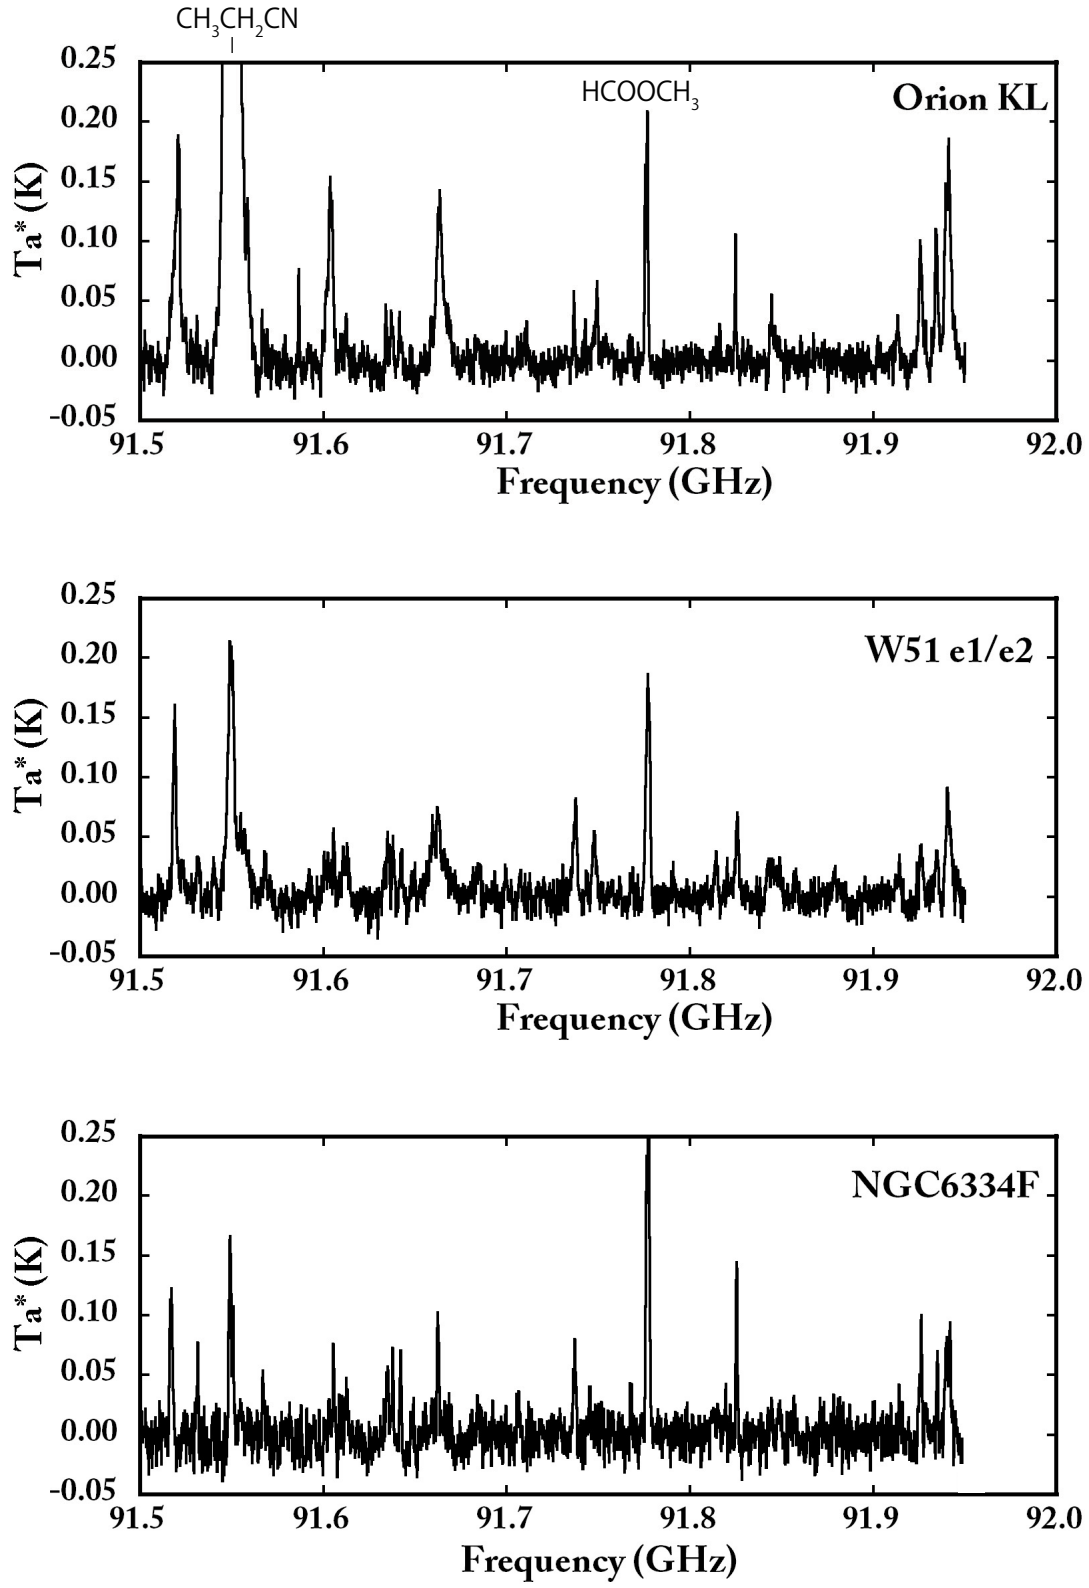 CH₃CH₂CN
0.25
HCOOCH₃
Orion KL
0.20
0.15
0.10
0.05
0.00
-0.05
Ta* (K)
91.5 91.6 91.7 91.8 91.9 92.0
Frequency (GHz)
0.25
W51 e1/e2
0.20
0.15
0.10
0.05
0.00
-0.05
Ta* (K)
91.5 91.6 91.7 91.8 91.9 92.0
Frequency (GHz)
0.25
NGC6334F
0.20
0.15
0.10
0.05
0.00
-0.05
Ta* (K)
91.5 91.6 91.7 91.8 91.9 92.0
Frequency (GHz)